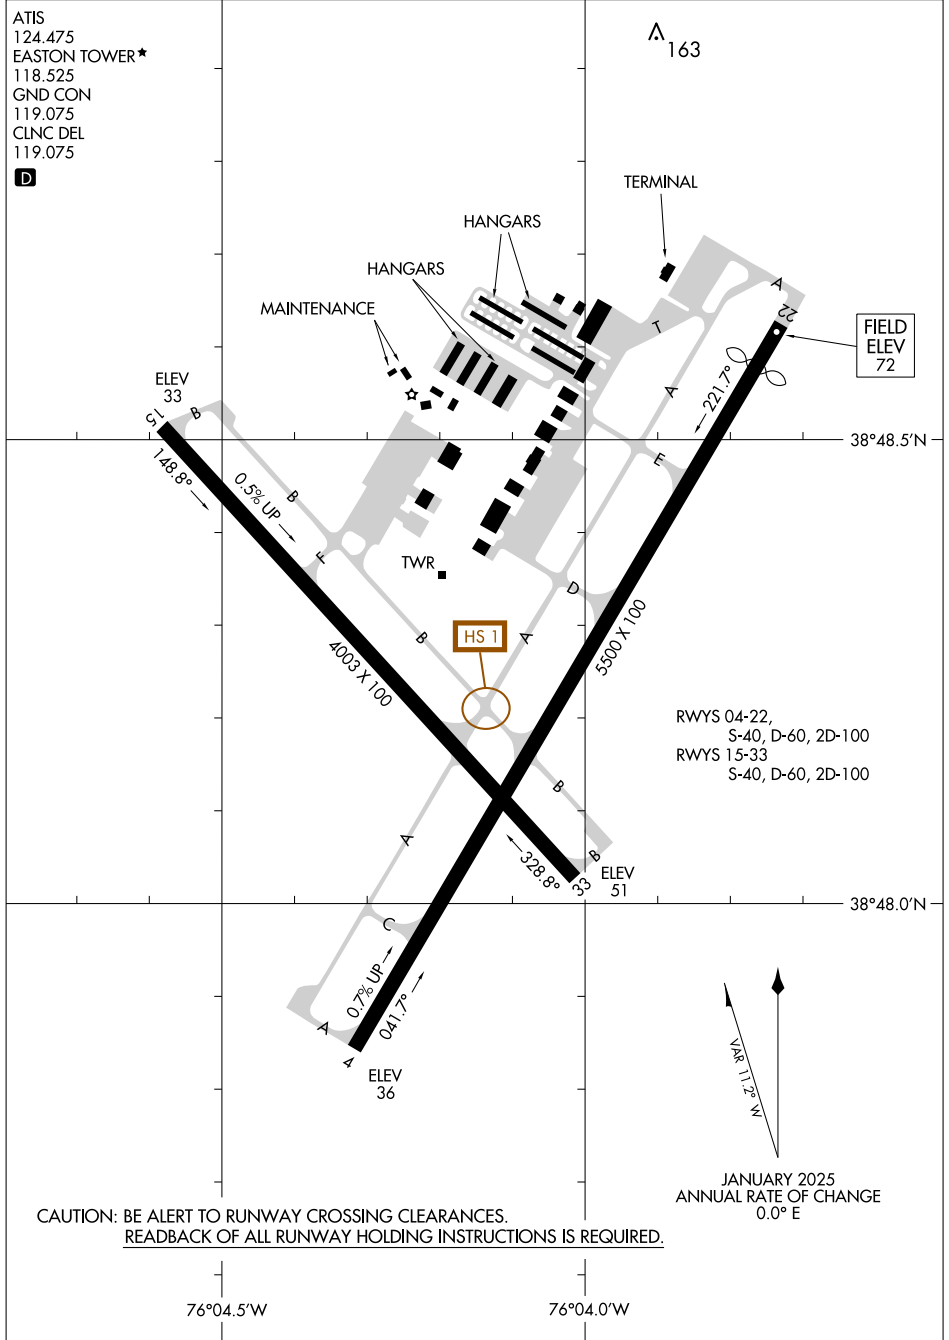 ATIS
124.475
EASTON TOWER★
118.525
GND CON
119.075
CLNC DEL
119.075
D
163
TERMINAL
HANGARS
HANGARS
MAINTENANCE
A
22
FIELD
ELEV
72
T
ELEV
33
15
B
A
221.7°
38°48.5'N
148.8°
0.5% UP
B
E
F
TWR
D
HS 1
B
A
5500 X 100
4003 X 100
RWYS 04-22,
S-40, D-60, 2D-100
RWYS 15-33
S-40, D-60, 2D-100
B
A
328.8°
B
33
ELEV
51
38°48.0'N
C
0.7% UP
041.7°
A
4
ELEV
36
VAR 11.2° W
JANUARY 2025
ANNUAL RATE OF CHANGE
0.0° E
CAUTION: BE ALERT TO RUNWAY CROSSING CLEARANCES.
READBACK OF ALL RUNWAY HOLDING INSTRUCTIONS IS REQUIRED.
76°04.5'W
76°04.0'W